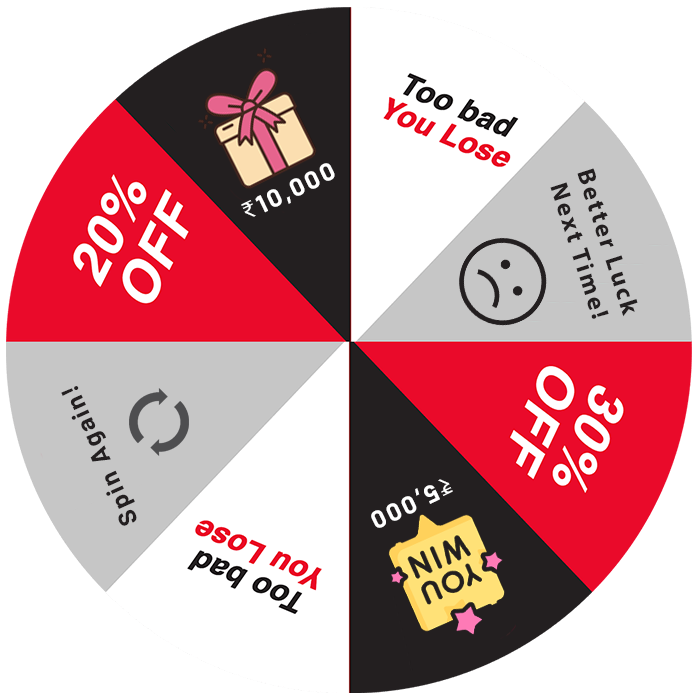 Too bad
You Lose
Better Luck
Next Time!
30%
OFF
₹5,000
YOU
WIN
Too bad
You Lose
Spin Again!
20%
OFF
₹10,000